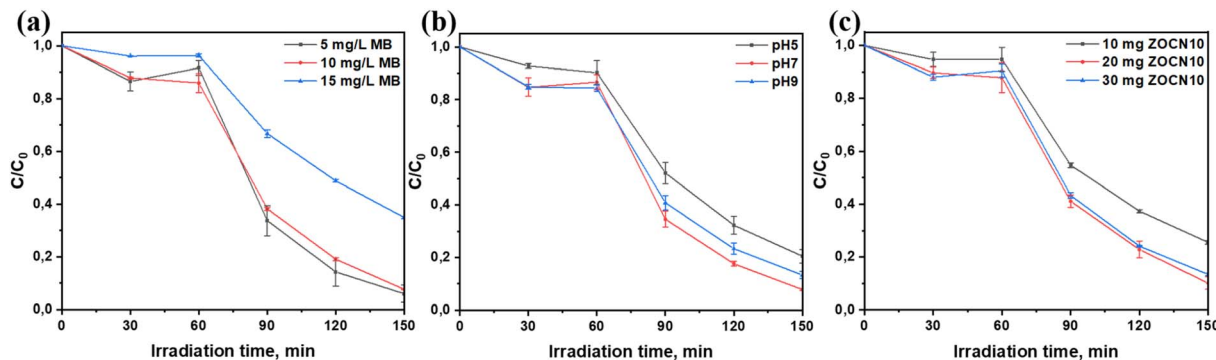 (a)
5 mg/L MB
10 mg/L MB
15 mg/L MB
1,0
0,8
0,6
0,4
0,2
0,0
C/C₀
0 30 60 90 120 150
Irradiation time, min
(b)
pH5
pH7
pH9
1,0
0,8
0,6
0,4
0,2
0,0
C/C₀
0 30 60 90 120 150
Irradiation time, min
(c)
10 mg ZOCN10
20 mg ZOCN10
30 mg ZOCN10
1,0
0,8
0,6
0,4
0,2
0,0
C/C₀
0 30 60 90 120 150
Irradiation time, min